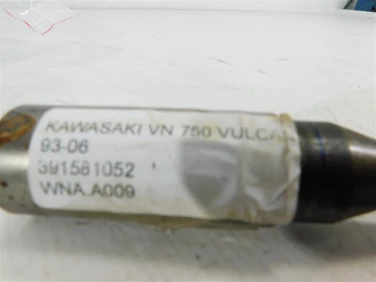 KAWASAKI VN 750 VULCAN
93-06
391581052
WNA.A009